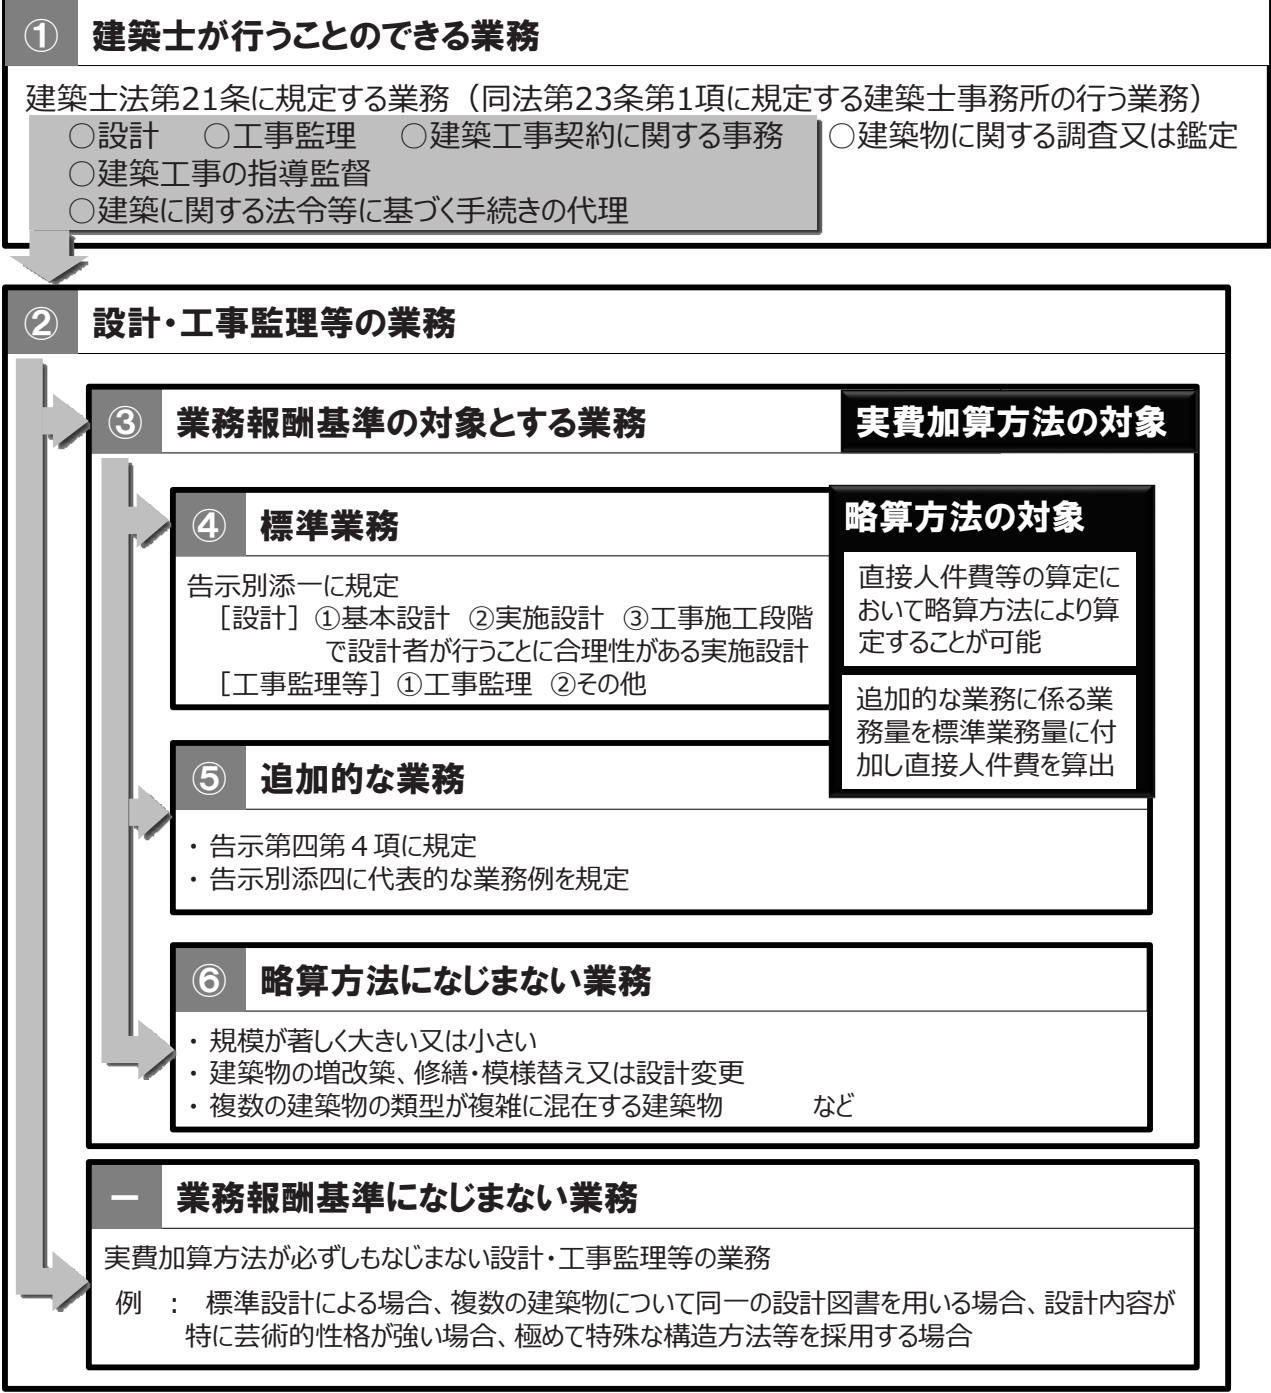 ① 建築士が行うことのできる業務
建築士法第21条に規定する業務（同法第23条第1項に規定する建築士事務所の行う業務）
○設計 ○工事監理 ○建築工事契約に関する事務 ○建築物に関する調査又は鑑定
○建築工事の指導監督
○建築に関する法令等に基づく手続きの代理
② 設計・工事監理等の業務
③ 業務報酬基準の対象とする業務
実費加算方法の対象
④ 標準業務
告示別添一に規定
［設計］①基本設計 ②実施設計 ③工事施工段階
で設計者が行うことに合理性がある実施設計
［工事監理等］①工事監理 ②その他
略算方法の対象
直接人件費等の算定に
おいて略算方法により算
定することが可能
追加的な業務に係る業
務量を標準業務量に付
加し直接人件費を算出
⑤ 追加的な業務
・告示第四第４項に規定
・告示別添四に代表的な業務例を規定
⑥ 略算方法になじまない業務
・規模が著しく大きい又は小さい
・建築物の増改築、修繕・模様替え又は設計変更
・複数の建築物の類型が複雑に混在する建築物 など
－ 業務報酬基準になじまない業務
実費加算方法が必ずしもなじまない設計・工事監理等の業務
例 ： 標準設計による場合、複数の建築物について同一の設計図書を用いる場合、設計内容が
特に芸術的性格が強い場合、極めて特殊な構造方法等を採用する場合